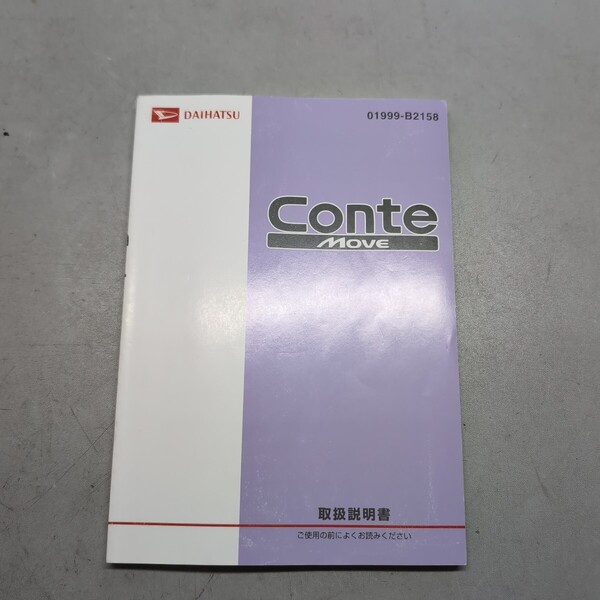 DAIHATSU
01999-B2158
Conte
MOVE
取扱説明書
ご使用の前によくお読みください